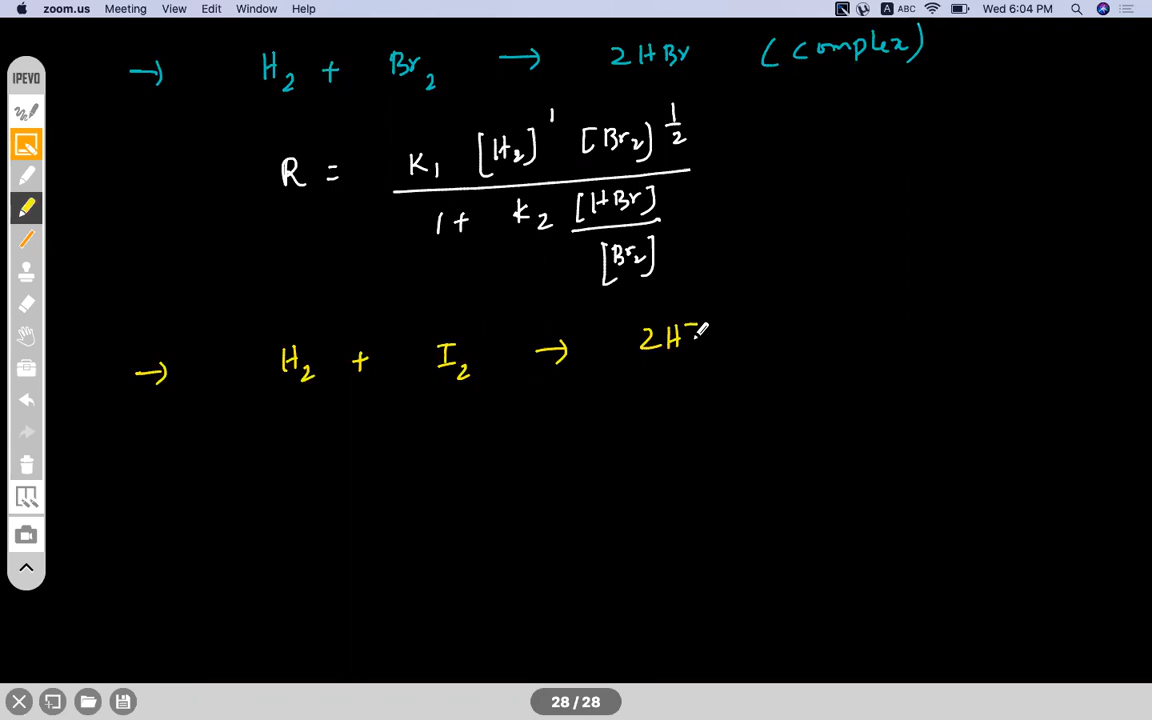 zoom.us Meeting View Edit Window Help A ABC Wed 6:04 PM
IPEVO
→ H₂ + Br₂ → 2HBr (Complex)
R = K₁ [H₂]¹ [Br₂]^1/2
1 + K₂ [HBr]
[Br₂]
→ H₂ + I₂ → 2H
28 / 28